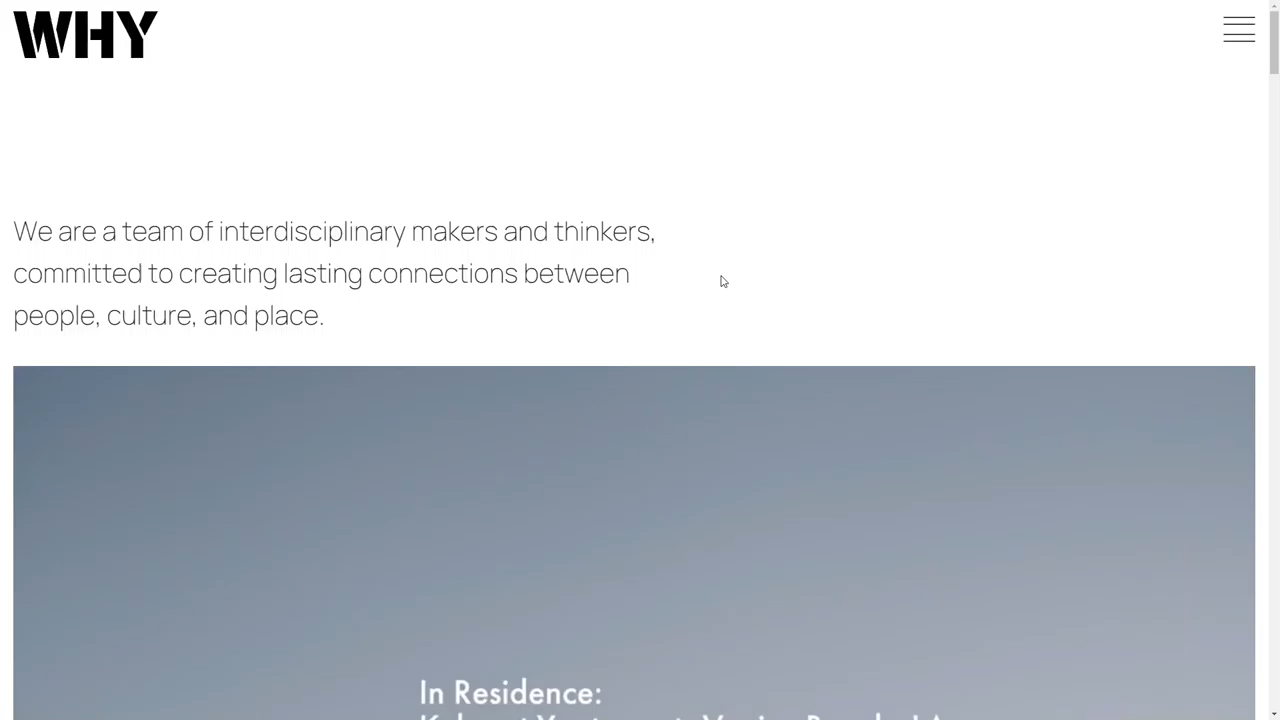 WHY
We are a team of interdisciplinary makers and thinkers,
committed to creating lasting connections between
people, culture, and place.
In Residence: